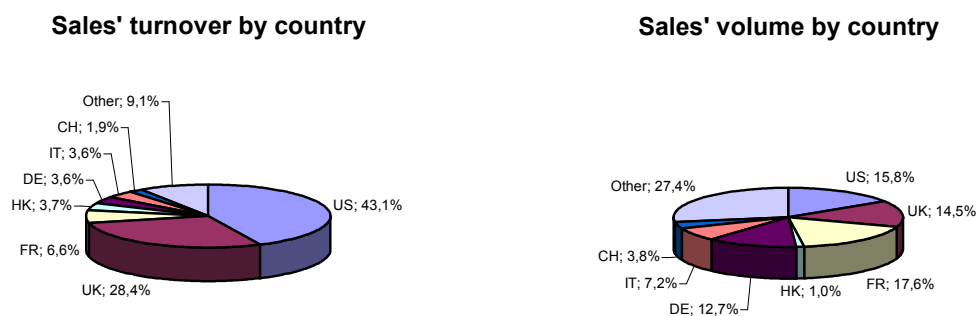 Sales' turnover by country
Other; 9,1%
CH; 1,9%
IT; 3,6%
DE; 3,6%
HK; 3,7%
FR; 6,6%
UK; 28,4%
US; 43,1%
Sales' volume by country
Other; 27,4%
US; 15,8%
UK; 14,5%
CH; 3,8%
IT; 7,2%
DE; 12,7%
HK; 1,0%
FR; 17,6%